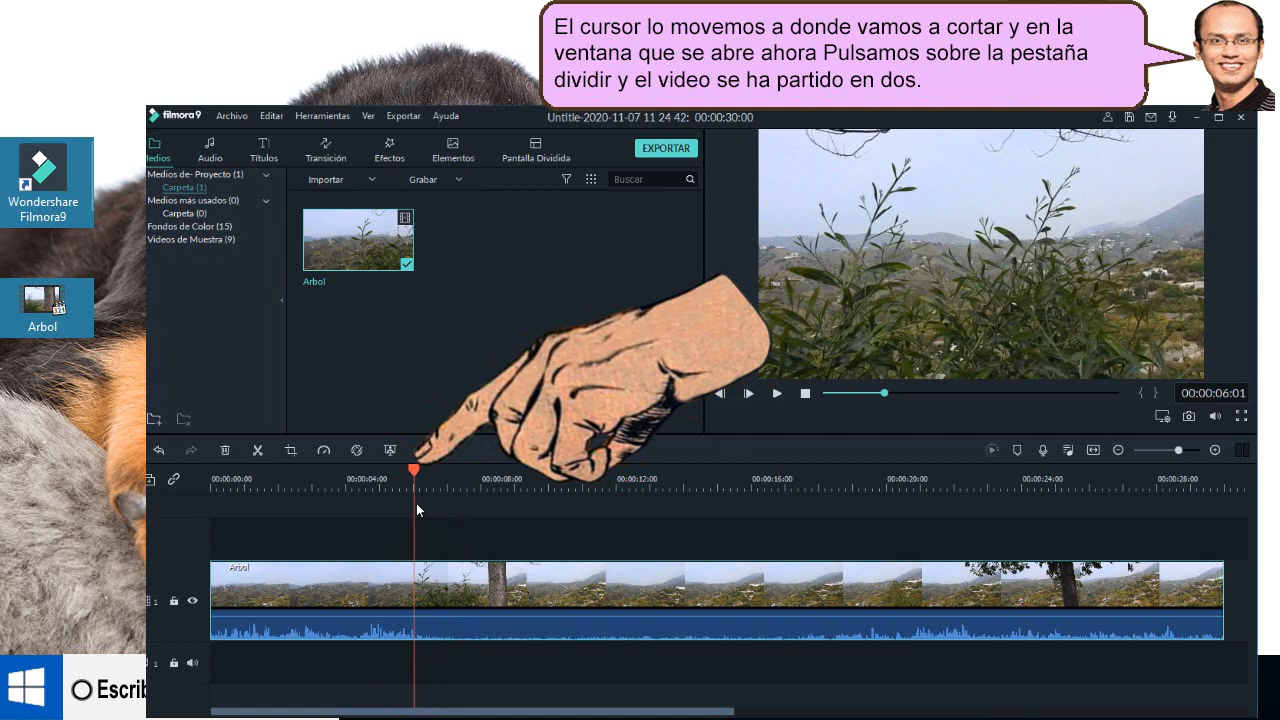 El cursor lo movemos a donde vamos a cortar y en la
ventana que se abre ahora Pulsamos sobre la pestaña
dividir y el video se ha partido en dos.
filmora9
Archivo Editar Herramientas Ver Exportar Ayuda
Untitle-2020-11-07 11 24 42: 00:00:30:00
Medios
Audio
Títulos
Transición
Efectos
Elementos
Pantalla Dividida
EXPORTAR
Medios de- Proyecto (1)
Carpeta (1)
Medios más usados (0)
Carpeta (0)
Fondos de Color (15)
Videos de Muestra (9)
Importar
Grabar
Buscar
Arbol
Wondershare
Filmora9
Arbol
00:00:06:01
00:00:00:00
00:00:04:00
00:00:08:00
00:00:12:00
00:00:16:00
00:00:20:00
00:00:24:00
00:00:28:00
Arbol
1
1
Escrib